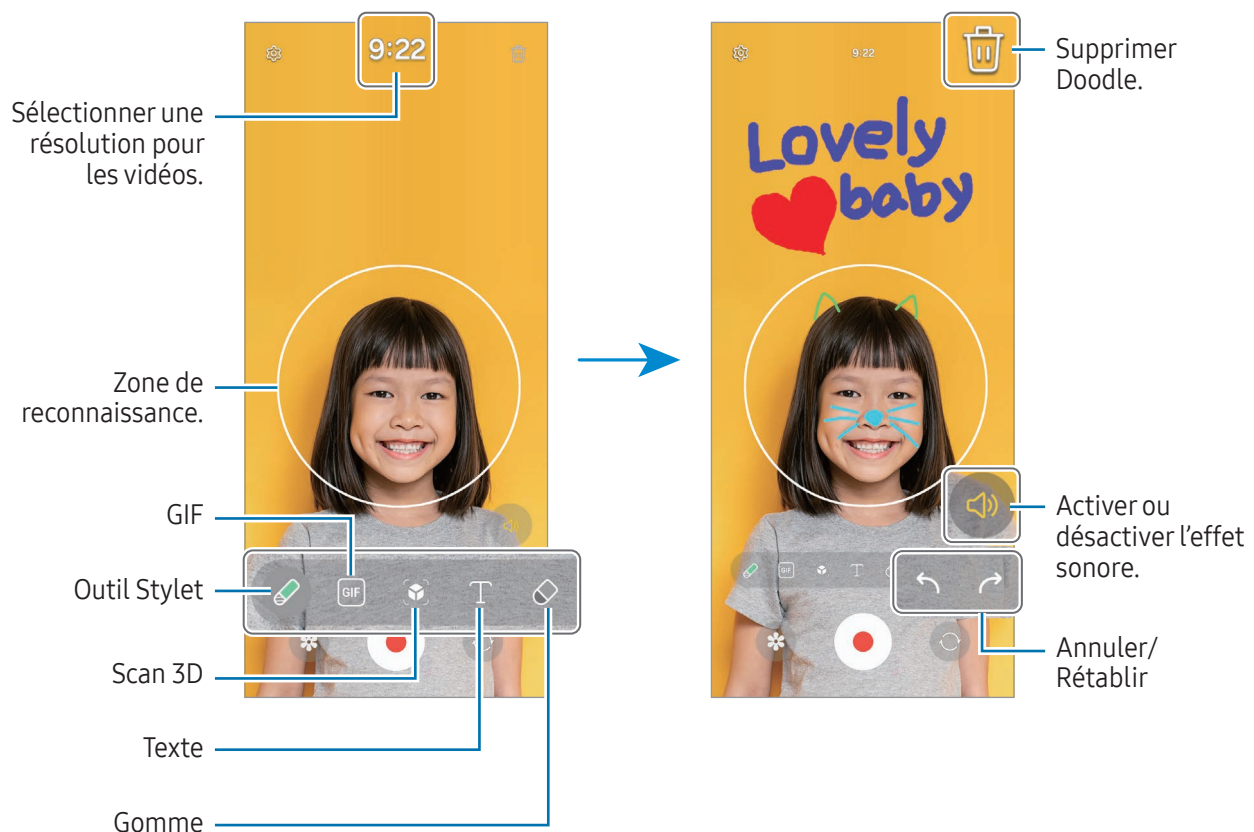 9:22
Sélectionner une
résolution pour
les vidéos.
Zone de
reconnaissance.
GIF
Outil Stylet
GIF
T
Scan 3D
Texte
Gomme
9:22
Supprimer
Doodle.
Lovely
baby
Activer ou
désactiver l'effet
sonore.
GIF
T
Annuler/
Rétablir